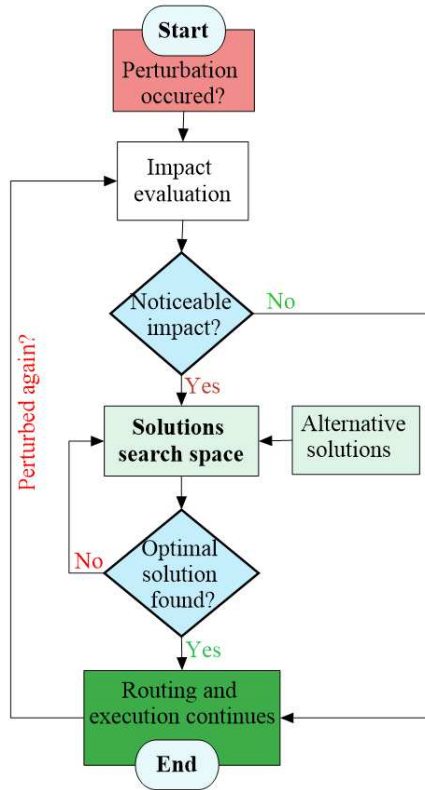 Start
Perturbation
occured?
Impact
evaluation
Noticeable
impact?
No
Yes
Perturbed again?
Solutions
search space
Alternative
solutions
No
Optimal
solution
found?
Yes
Routing and
execution continues
End